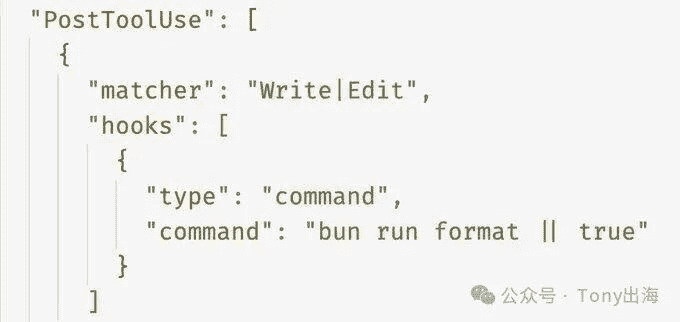 "PostToolUse": [
{
"matcher": "Write|Edit",
"hooks": [
{
"type": "command",
"command": "bun run format || true"
}
]
公众号 · Tony出海